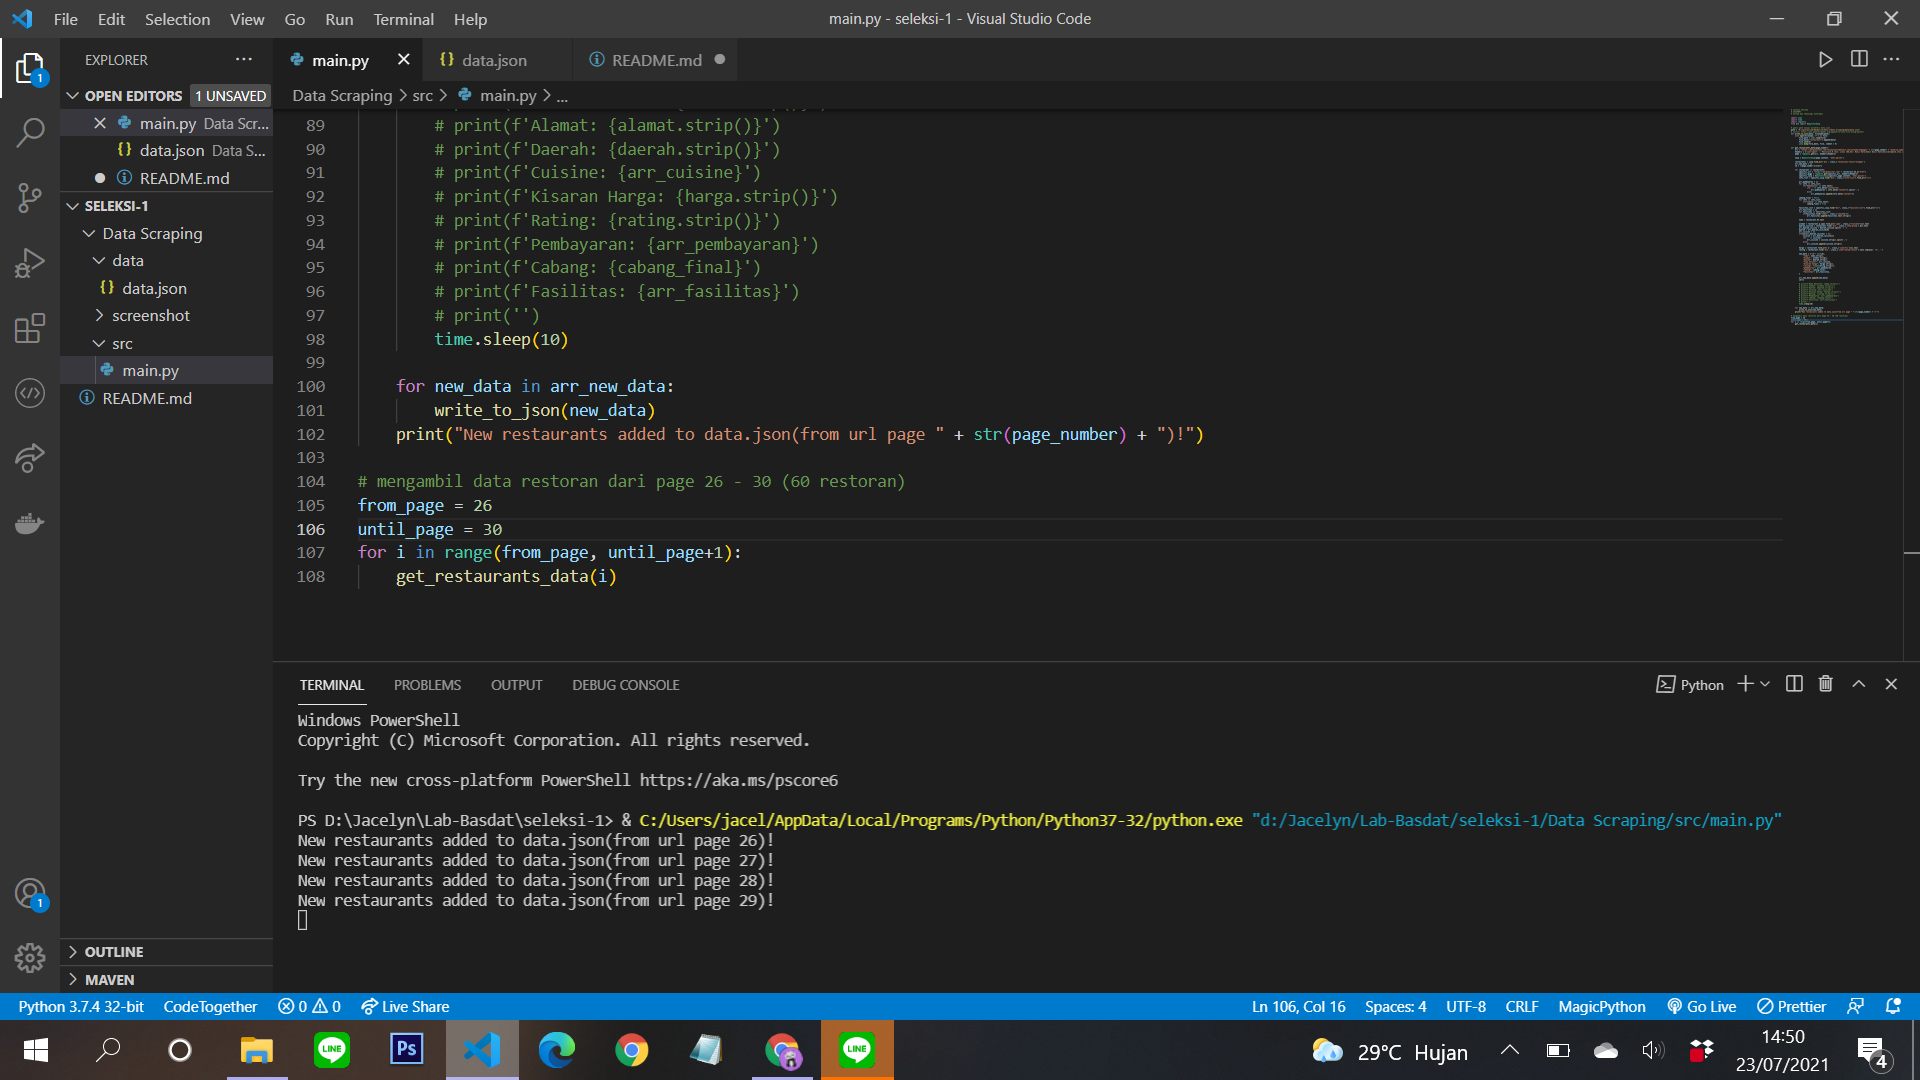 File Edit Selection View Go Run Terminal Help
main.py - seleksi-1 - Visual Studio Code
EXPLORER
main.py
data.json
README.md
OPEN EDITORS 1 UNSAVED
Data Scraping > src > main.py > ...
main.py Data Scr...
data.json Data S...
README.md
SELEKSI-1
Data Scraping
data
data.json
screenshot
src
main.py
README.md
OUTLINE
MAVEN
89 # print(f'Alamat: {alamat.strip()}')
90 # print(f'Daerah: {daerah.strip()}')
91 # print(f'Cuisine: {arr_cuisine}')
92 # print(f'Kisaran Harga: {harga.strip()}')
93 # print(f'Rating: {rating.strip()}')
94 # print(f'Pembayaran: {arr_pembayaran}')
95 # print(f'Cabang: {cabang_final}')
96 # print(f'Fasilitas: {arr_fasilitas}')
97 # print('')
98 time.sleep(10)
99
100 for new_data in arr_new_data:
101 write_to_json(new_data)
102 print("New restaurants added to data.json(from url page " + str(page_number) + ")!")
103
104 # mengambil data restoran dari page 26 - 30 (60 restoran)
105 from_page = 26
106 until_page = 30
107 for i in range(from_page, until_page+1):
108 get_restaurants_data(i)
TERMINAL PROBLEMS OUTPUT DEBUG CONSOLE
Python
Windows PowerShell
Copyright (C) Microsoft Corporation. All rights reserved.
Try the new cross-platform PowerShell https://aka.ms/pscore6
PS D:\Jacelyn\Lab-Basdat\seleksi-1> & C:/Users/jacel/AppData/Local/Programs/Python/Python37-32/python.exe "d:/Jacelyn/Lab-Basdat/seleksi-1/Data Scraping/src/main.py"
New restaurants added to data.json(from url page 26)!
New restaurants added to data.json(from url page 27)!
New restaurants added to data.json(from url page 28)!
New restaurants added to data.json(from url page 29)!
Python 3.7.4 32-bit CodeTogether 0 0 Live Share
Ln 106, Col 16 Spaces: 4 UTF-8 CRLF MagicPython Go Live Prettier
LINE
Ps
LINE
29°C Hujan
14:50
23/07/2021
4
1
1